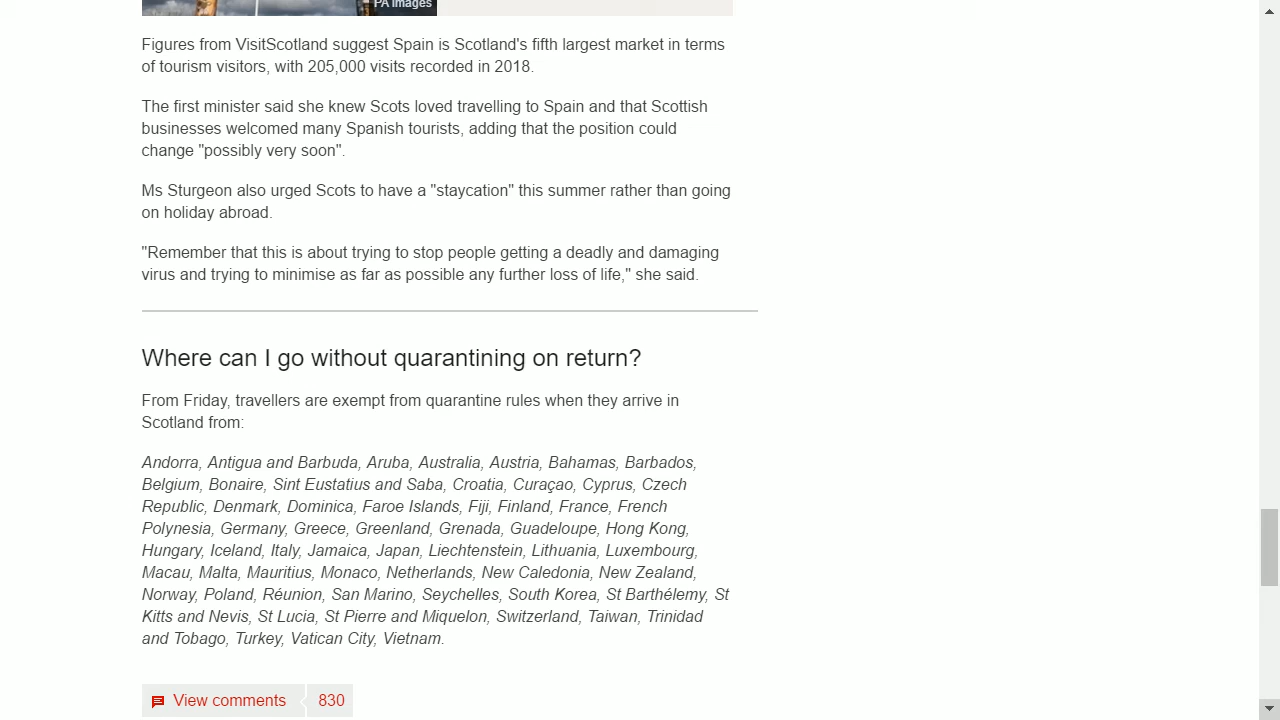 PA Images
Figures from VisitScotland suggest Spain is Scotland's fifth largest market in terms
of tourism visitors, with 205,000 visits recorded in 2018.
The first minister said she knew Scots loved travelling to Spain and that Scottish
businesses welcomed many Spanish tourists, adding that the position could
change "possibly very soon".
Ms Sturgeon also urged Scots to have a "staycation" this summer rather than going
on holiday abroad.
"Remember that this is about trying to stop people getting a deadly and damaging
virus and trying to minimise as far as possible any further loss of life," she said.
Where can I go without quarantining on return?
From Friday, travellers are exempt from quarantine rules when they arrive in
Scotland from:
Andorra, Antigua and Barbuda, Aruba, Australia, Austria, Bahamas, Barbados,
Belgium, Bonaire, Sint Eustatius and Saba, Croatia, Curaçao, Cyprus, Czech
Republic, Denmark, Dominica, Faroe Islands, Fiji, Finland, France, French
Polynesia, Germany, Greece, Greenland, Grenada, Guadeloupe, Hong Kong,
Hungary, Iceland, Italy, Jamaica, Japan, Liechtenstein, Lithuania, Luxembourg,
Macau, Malta, Mauritius, Monaco, Netherlands, New Caledonia, New Zealand,
Norway, Poland, Réunion, San Marino, Seychelles, South Korea, St Barthélemy, St
Kitts and Nevis, St Lucia, St Pierre and Miquelon, Switzerland, Taiwan, Trinidad
and Tobago, Turkey, Vatican City, Vietnam.
View comments 830